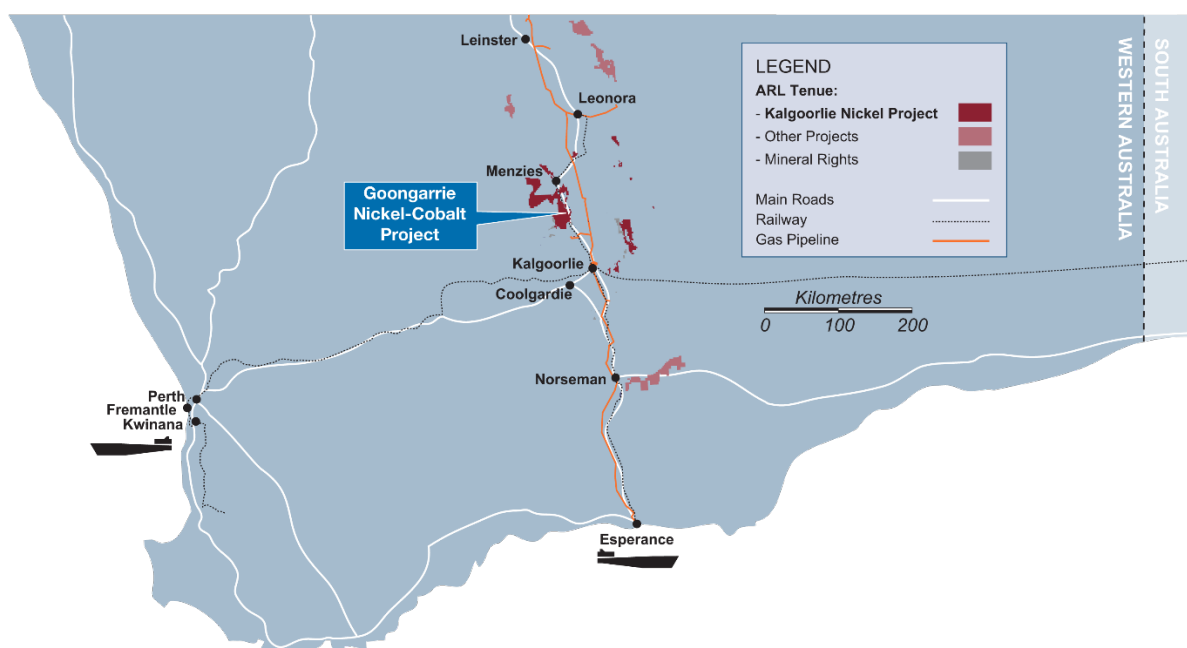 Leinster
Leonora
Menzies
Goongarrie
Nickel-Cobalt
Project
Kalgoorlie
Coolgardie
Norseman
Perth
Fremantle
Kwinana
Esperance
LEGEND
ARL Tenue:
- Kalgoorlie Nickel Project
- Other Projects
- Mineral Rights
Main Roads
Railway
Gas Pipeline
Kilometres
0 100 200
WESTERN AUSTRALIA
SOUTH AUSTRALIA